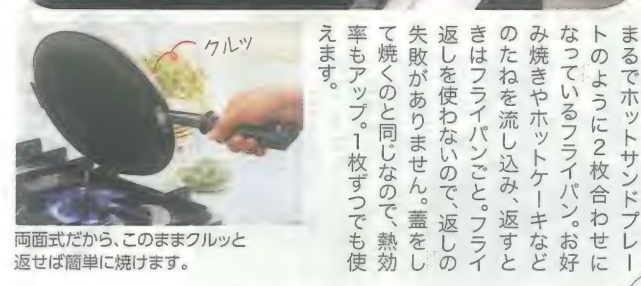 まるでホットサンドプレー
トのように2枚合わせに
なっているフライパン。お好
み焼きやホットケーキなど
のたねを流し込み、返すと
きはフライパンごと。フライ
返しを使わないので、返しの
失敗がありません。蓋をし
て焼くのと同じなので、熱効
率もアップ。1枚ずつでも使
えます。
クルッ
両面式だから、このままクルッと
返せば簡単に焼けます。